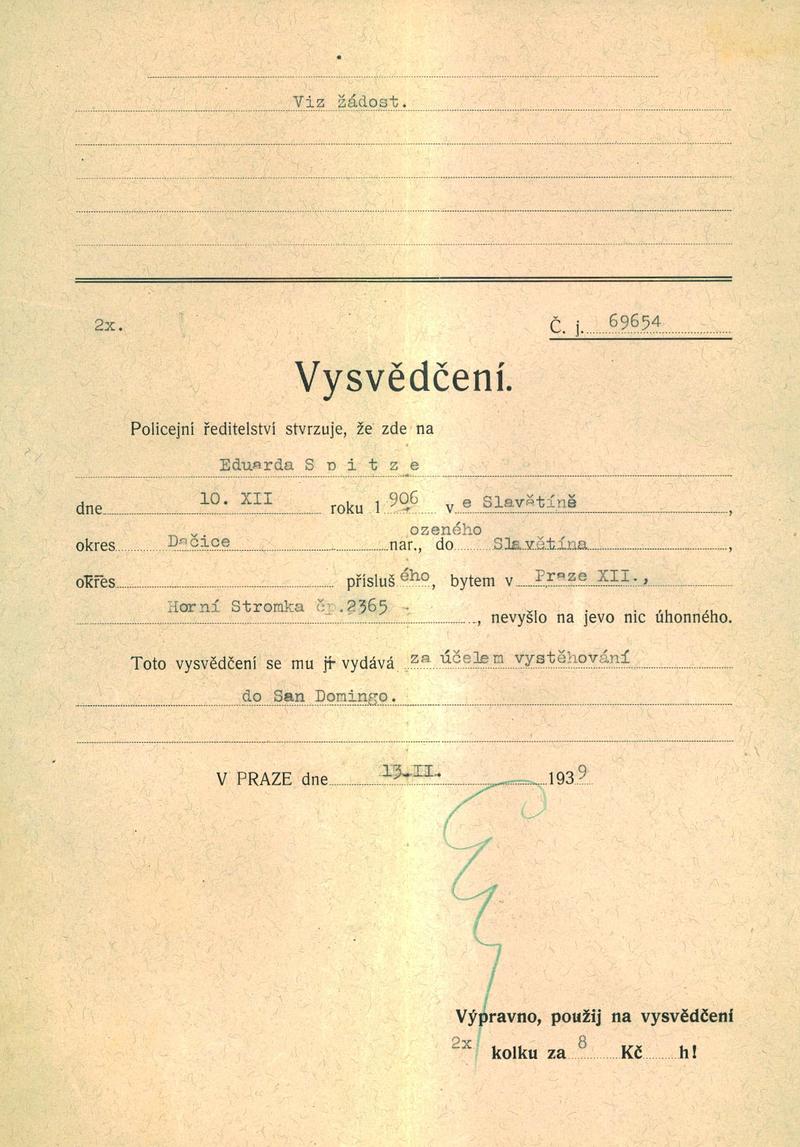 Viz žádost.
2x.
Č. j. 69654
Vysvědčení.
Policejní ředitelství stvrzuje, že zde na
Eduarda S p i t z e
dne 10. XII roku 1906 v e Slavětíně,
okres Dačice nar.,ozeného do Slavětína,
okres přísluš ého, bytem v Praze XII.,
Horní Stromka čp.2365 -, nevyšlo na jevo nic úhonného.
Toto vysvědčení se mu jí vydává za účelem vystěhování
do San Domingo.
V PRAZE dne 13.II. 1939
Výpravno, použij na vysvědčení
2x kolku za 8 Kč h!